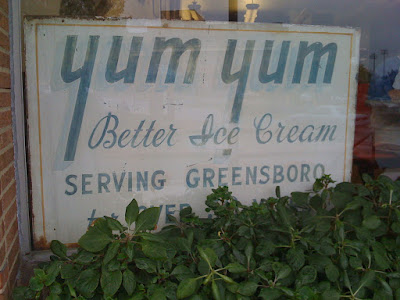 yum yum
Better Ice Cream
SERVING GREENSBORO